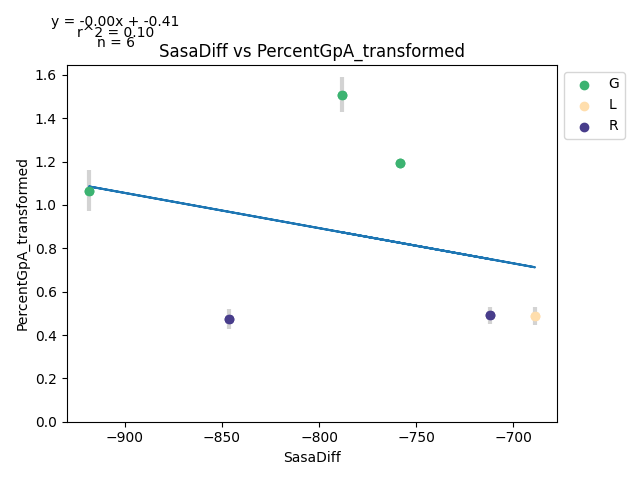 y = -0.00x + -0.41
r^2 = 0.10
n = 6
SasaDiff vs PercentGpA_transformed
G
L
R
PercentGpA_transformed
1.6
1.4
1.2
1.0
0.8
0.6
0.4
0.2
0.0
−900
−850
−800
−750
−700
SasaDiff